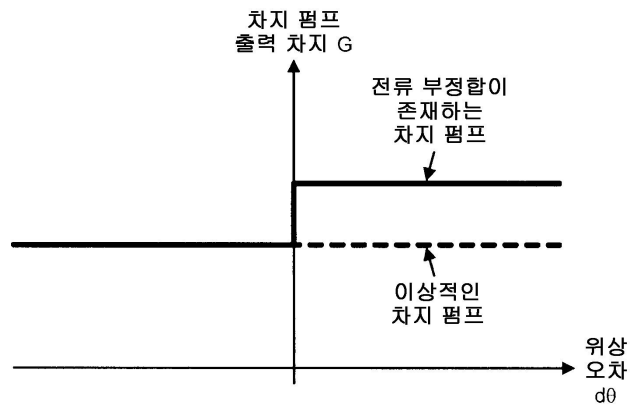 차지 펌프
출력 차지 G
전류 부정합이
존재하는
차지 펌프
이상적인
차지 펌프
위상
오차
dθ